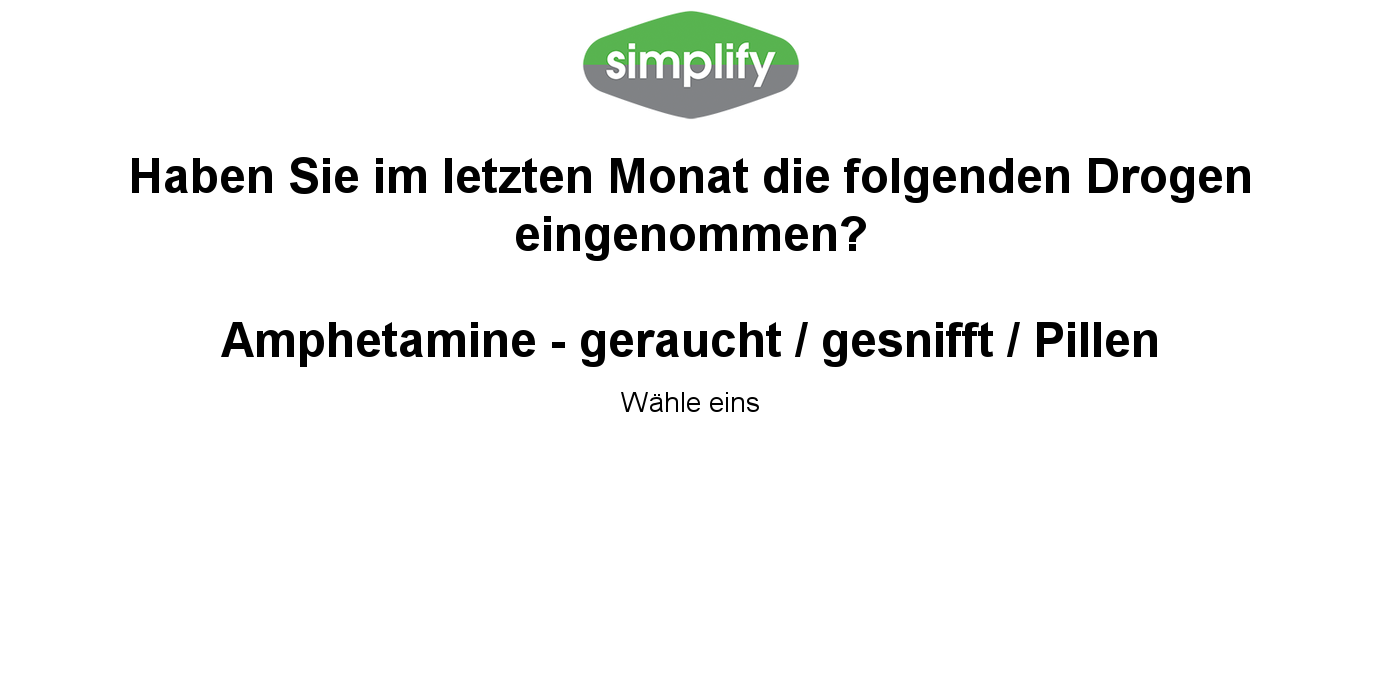 simplify
Haben Sie im letzten Monat die folgenden Drogen
eingenommen?
Amphetamine - geraucht / gesnifft / Pillen
Wähle eins